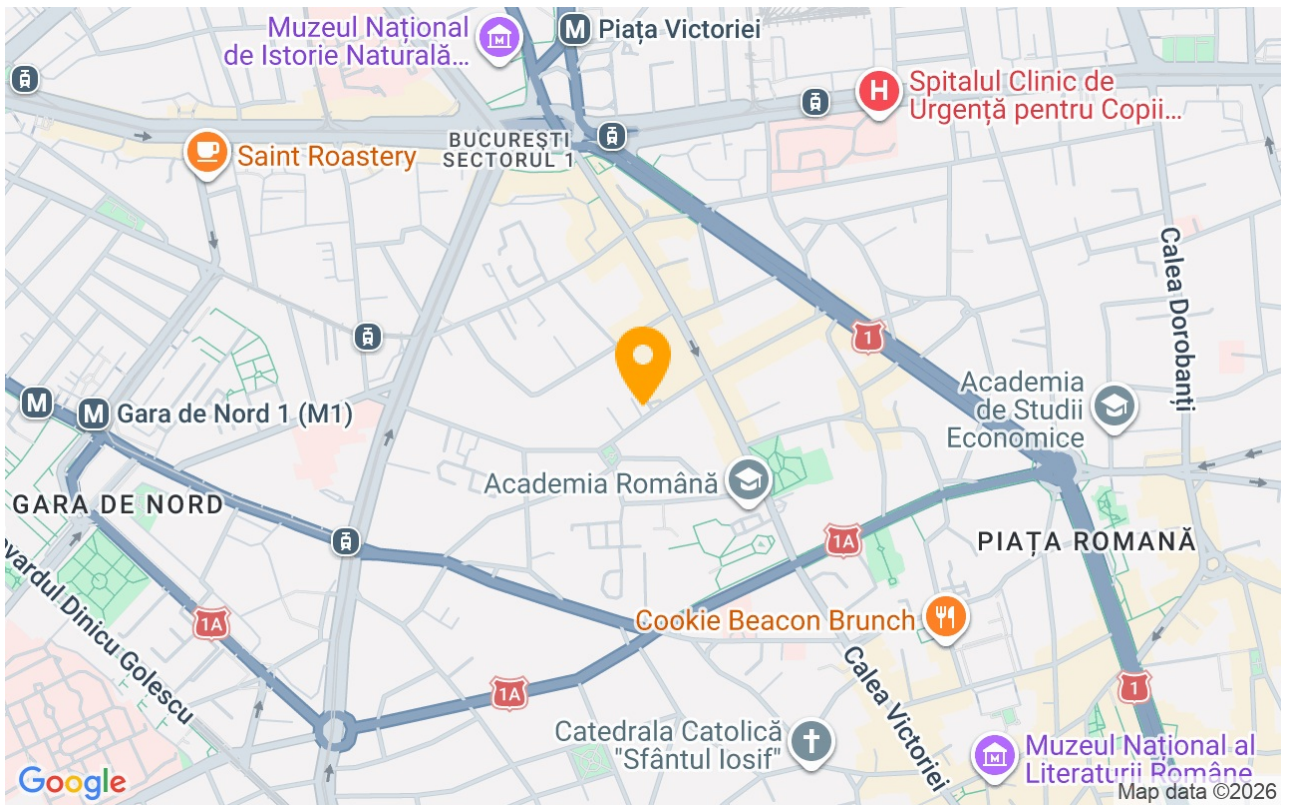 Muzeul Național
de Istorie Naturală...
M
Piața Victoriei
H
Spitalul Clinic de
Urgență pentru Copii...
BUCUREȘTI
SECTORUL 1
Saint Roastery
Calea Dorobanți
1
M
M
Gara de Nord 1 (M1)
Academia
de Studii
Economice
Academia Română
GARA DE NORD
1A
PIAȚA ROMANĂ
ovardul Dinicu Golescu
1A
Cookie Beacon Brunch
1A
Calea Victoriei
1
Catedrala Catolică
"Sfântul Iosif"
Muzeul Național al
Literaturii Române
Google
Map data ©2026